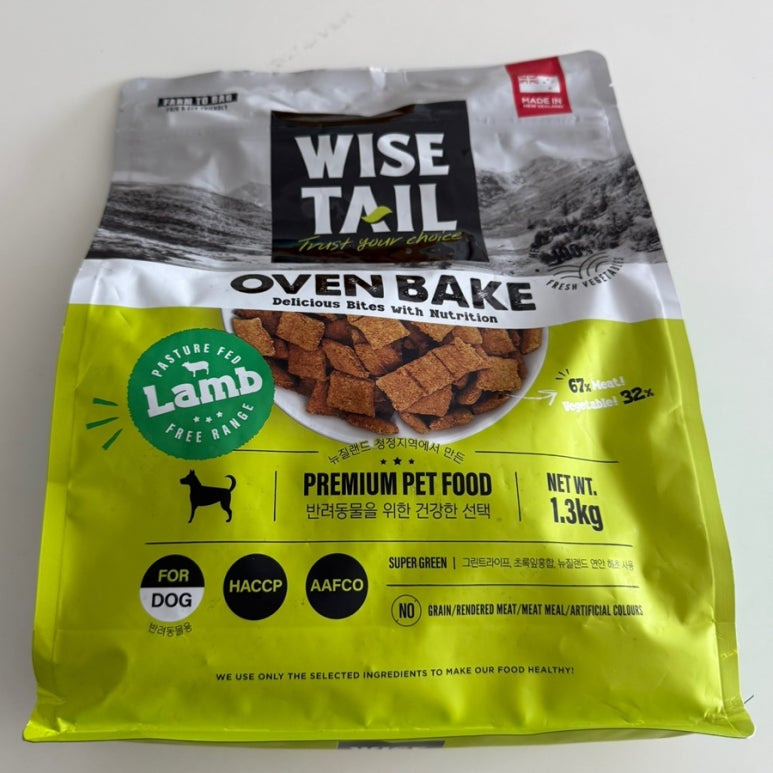 FARM TO BAG
MADE IN
NEW ZEALAND
WISE
TAIL
Trust your choice
OVEN BAKE
Delicious Bites with Nutrition
FRESH VEGETABLES
PASTURE FED
Lamb
FREE RANGE
67% Meat!
Vegetable! 32%
뉴질랜드 청정지역에서 만든
PREMIUM PET FOOD
반려동물을 위한 건강한 선택
NET WT.
1.3kg
FOR
DOG
반려동물용
HACCP
AAFCO
SUPER GREEN | 그린트라이프, 초록잎홍합, 뉴질랜드 연안 해초 사용
NO
GRAIN/RENDERED MEAT/MEAT MEAL/ARTIFICIAL COLOURS
WE USE ONLY THE SELECTED INGREDIENTS TO MAKE OUR FOOD HEALTHY!
WISE